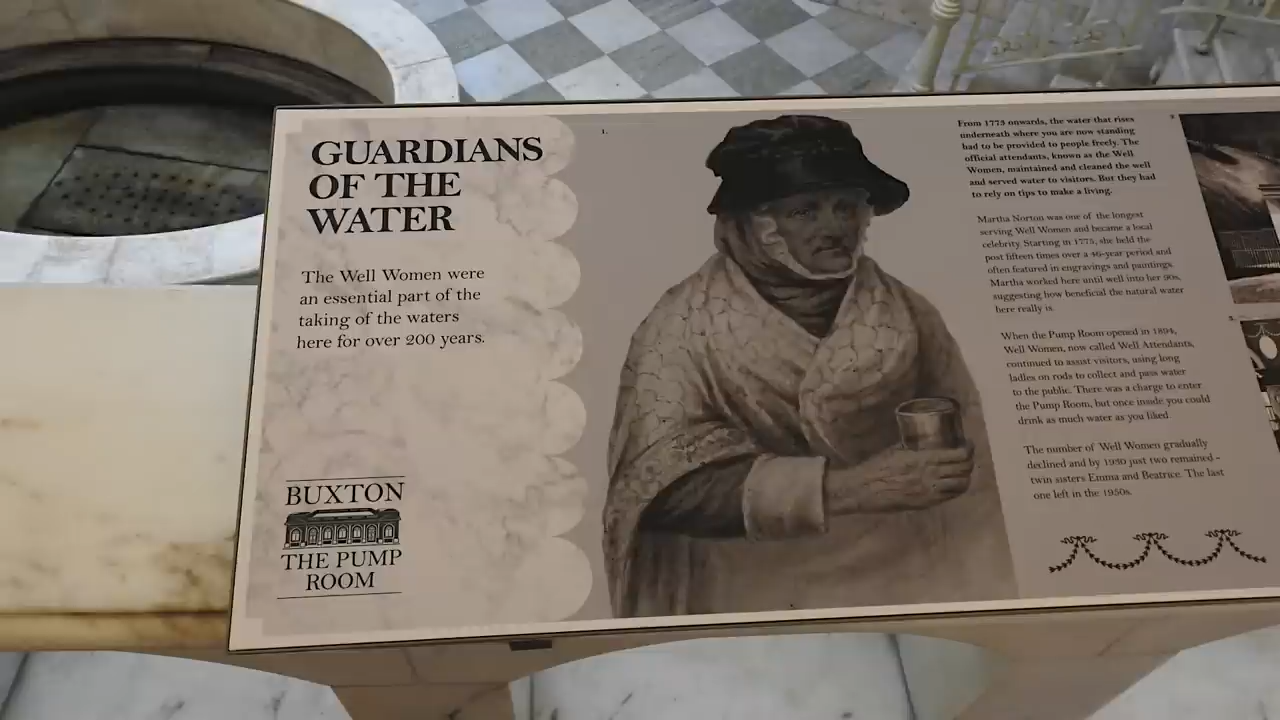 GUARDIANS
OF THE
WATER
The Well Women were
an essential part of the
taking of the waters
here for over 200 years.
BUXTON
THE PUMP
ROOM
1.
From 1773 onwards, the water that rises
underneath where you are now standing
had to be provided to people freely. The
official attendants, known as the Well
Women, maintained and cleaned the well
and served water to visitors. But they had
to rely on tips to make a living.
Martha Norton was one of the longest
serving Well Women and became a local
celebrity. Starting in 1775, she held the
post fifteen times over a 46-year period and
often featured in engravings and paintings.
Martha worked here until well into her 90s,
suggesting how beneficial the natural water
here really is.
When the Pump Room opened in 1894,
Well Women, now called Well Attendants,
continued to assist visitors, using long
ladles on rods to collect and pass water
to the public. There was a charge to enter
the Pump Room, but once inside you could
drink as much water as you liked.
The number of Well Women gradually
declined and by 1930 just two remained –
twin sisters Emma and Beatrice. The last
one left in the 1950s.